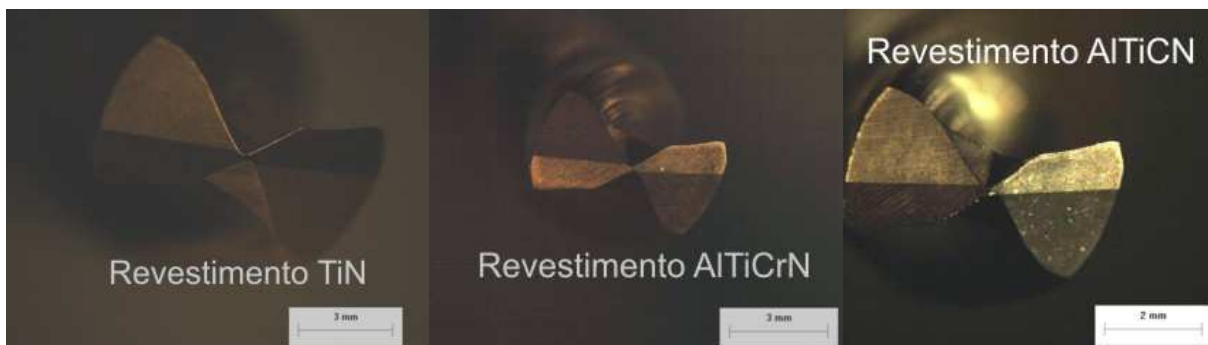 Revestimento TiN
3 mm
Revestimento AlTiCrN
3 mm
Revestimento AlTiCN
2 mm